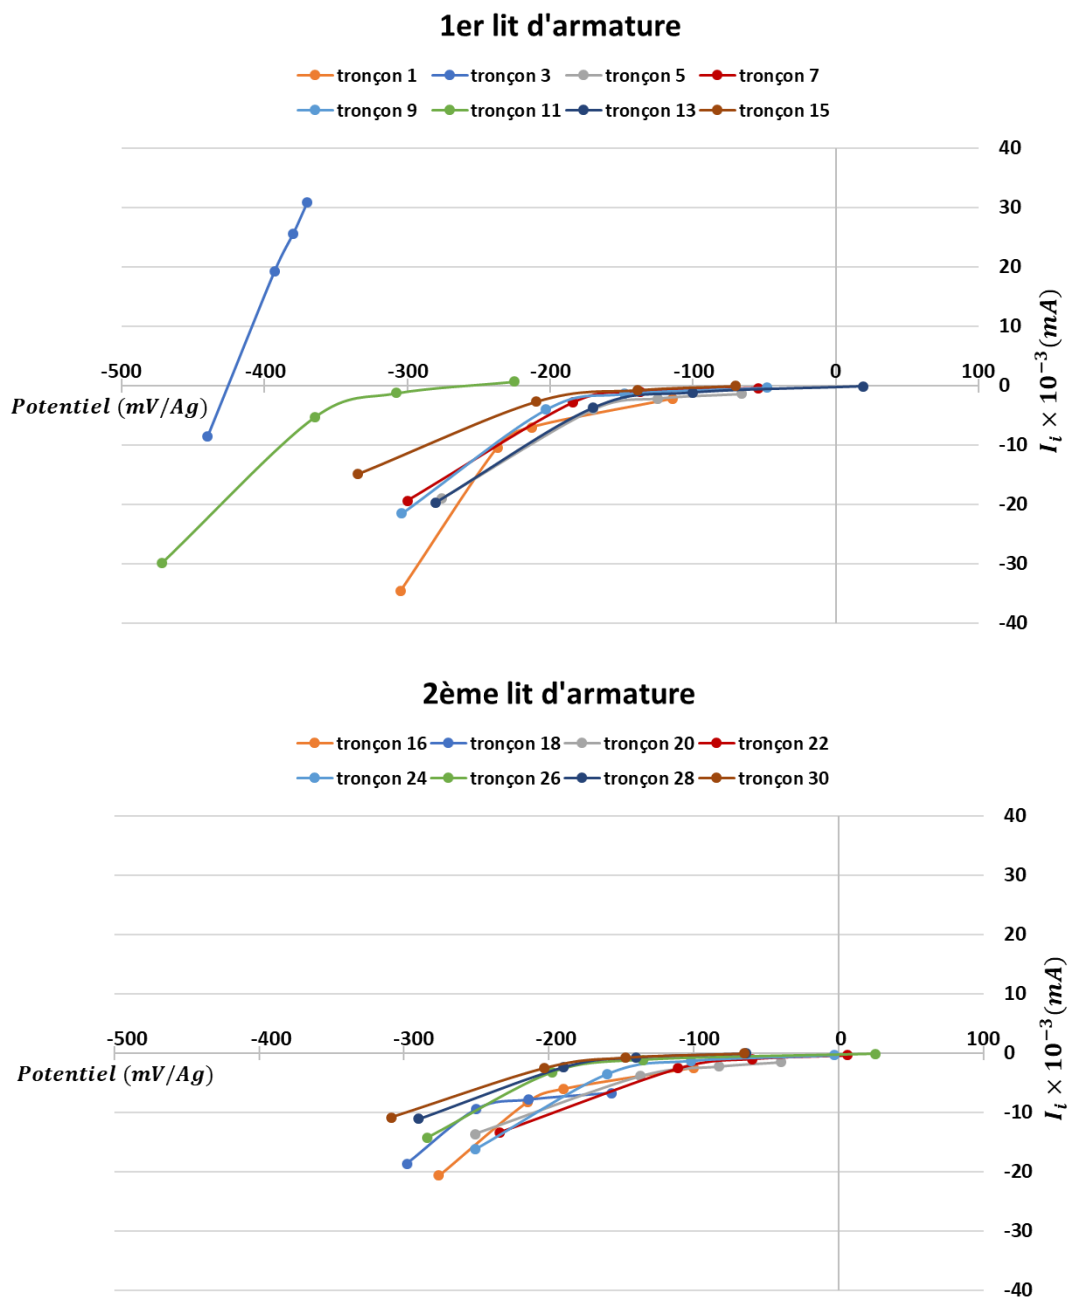 1er lit d'armature
tronçon 1 tronçon 3 tronçon 5 tronçon 7
tronçon 9 tronçon 11 tronçon 13 tronçon 15
40
30
20
10
-500 -400 -300 -200 -100 0 100 0
Potentiel (mV/Ag)
I_i × 10⁻³(mA)
-10
-20
-30
-40
2ème lit d'armature
tronçon 16 tronçon 18 tronçon 20 tronçon 22
tronçon 24 tronçon 26 tronçon 28 tronçon 30
40
30
20
10
-500 -400 -300 -200 -100 0 100 0
Potentiel (mV/Ag)
I_i × 10⁻³(mA)
-10
-20
-30
-40